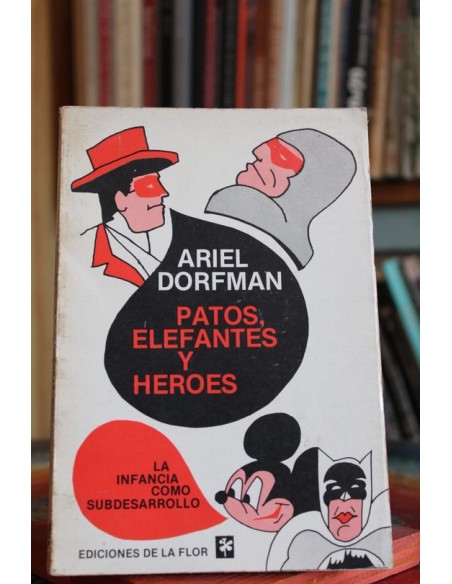 ARIEL
DORFMAN
PATOS,
ELEFANTES
Y
HEROES
LA
INFANCIA
COMO
SUBDESARROLLO
EDICIONES DE LA FLOR